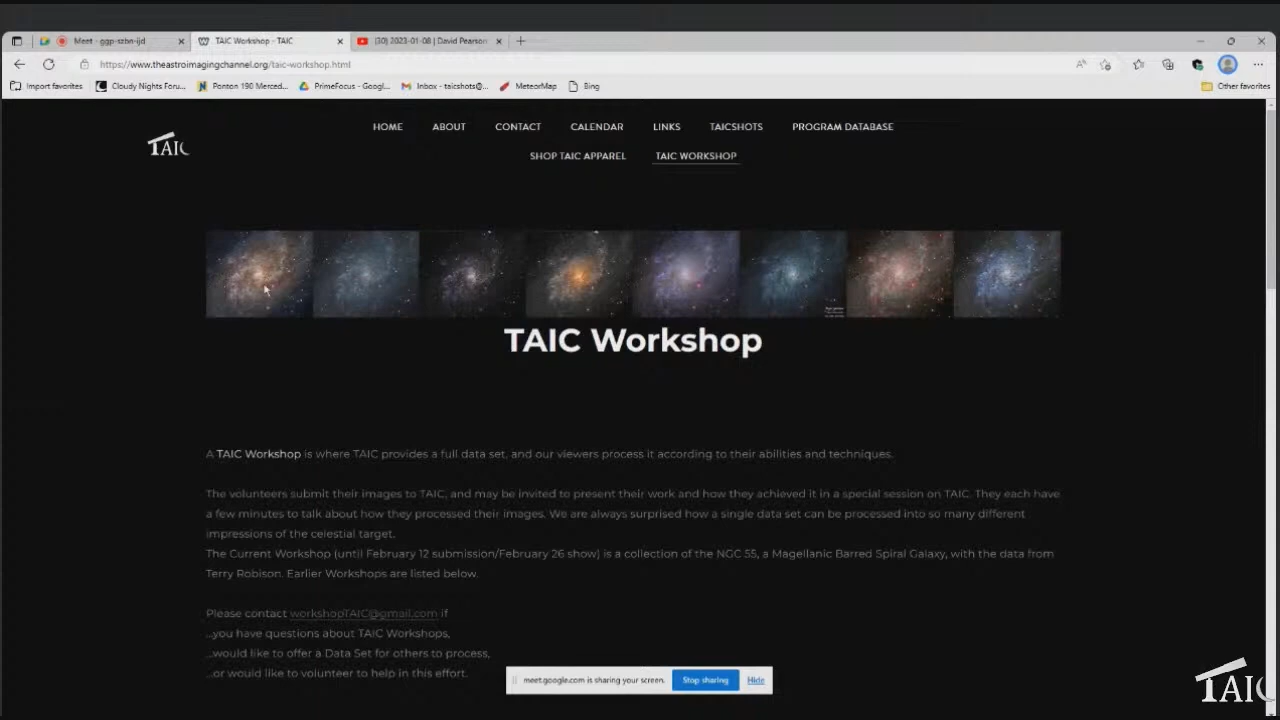 Meet - ggp-szbn-ijd
TAIC Workshop - TAIC
(30) 2023-01-08 | David Pearson
https://www.theastroimagingchannel.org/taic-workshop.html
Import favorites
Cloudy Nights Foru...
Ponton 190 Merced...
PrimeFocus - Googl...
Inbox - taicshots@...
MeteorMap
Bing
Other favorites
TAIC
HOME ABOUT CONTACT CALENDAR LINKS TAICSHOTS PROGRAM DATABASE
SHOP TAIC APPAREL TAIC WORKSHOP
TAIC Workshop
A TAIC Workshop is where TAIC provides a full data set, and our viewers process it according to their abilities and techniques.
The volunteers submit their images to TAIC, and may be invited to present their work and how they achieved it in a special session on TAIC. They each have
a few minutes to talk about how they processed their images. We are always surprised how a single data set can be processed into so many different
impressions of the celestial target.
The Current Workshop (until February 12 submission/February 26 show) is a collection of the NGC 55, a Magellanic Barred Spiral Galaxy, with the data from
Terry Robison. Earlier Workshops are listed below.
Please contact workshopTAIC@gmail.com if
...you have questions about TAIC Workshops,
...would like to offer a Data Set for others to process,
...or would like to volunteer to help in this effort.
meet.google.com is sharing your screen.
Stop sharing
Hide
TAIC